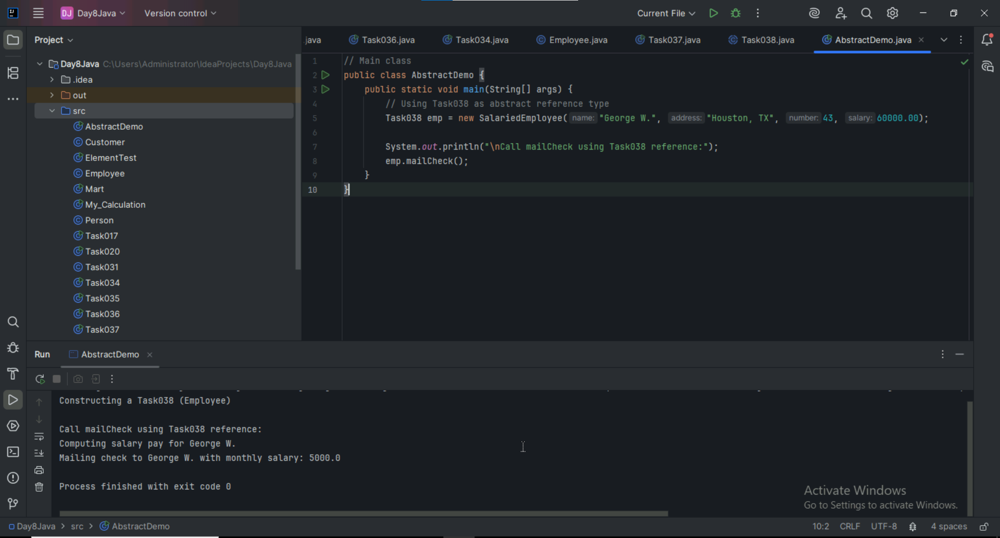 DJ Day8Java Version control Current File
Project
.java Task036.java Task034.java Employee.java Task037.java Task038.java AbstractDemo.java
Day8Java C:\Users\Administrator\IdeaProjects\Day8Java
.idea
out
src
AbstractDemo
Customer
ElementTest
Employee
Mart
My_Calculation
Person
Task017
Task020
Task031
Task034
Task035
Task036
Task037
1 // Main class
2 public class AbstractDemo {
3 public static void main(String[] args) {
4 // Using Task038 as abstract reference type
5 Task038 emp = new SalariedEmployee( name: "George W.", address: "Houston, TX", number: 43, salary: 60000.00);
6
7 System.out.println("\nCall mailCheck using Task038 reference:");
8 emp.mailCheck();
9 }
10 }
Run AbstractDemo
Constructing a Task038 (Employee)
Call mailCheck using Task038 reference:
Computing salary pay for George W.
Mailing check to George W. with monthly salary: 5000.0
Process finished with exit code 0
Activate Windows
Go to Settings to activate Windows.
Day8Java > src > AbstractDemo 10:2 CRLF UTF-8 4 spaces